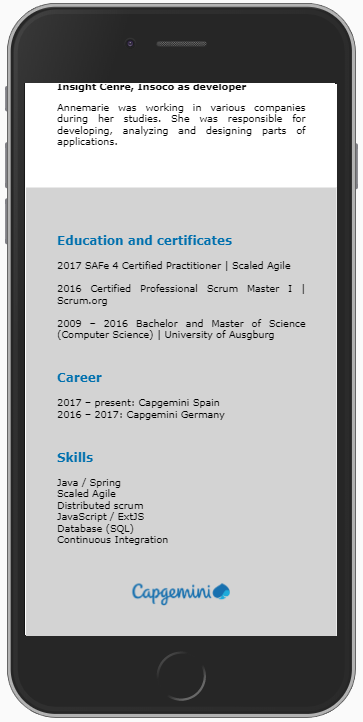 Insight Cenre, Insoco as developer
Annemarie was working in various companies
during her studies. She was responsible for
developing, analyzing and designing parts of
applications.
Education and certificates
2017 SAFe 4 Certified Practitioner | Scaled Agile
2016 Certified Professional Scrum Master I |
Scrum.org
2009 – 2016 Bachelor and Master of Science
(Computer Science) | University of Ausgburg
Career
2017 – present: Capgemini Spain
2016 – 2017: Capgemini Germany
Skills
Java / Spring
Scaled Agile
Distributed scrum
JavaScript / ExtJS
Database (SQL)
Continuous Integration
Capgemini